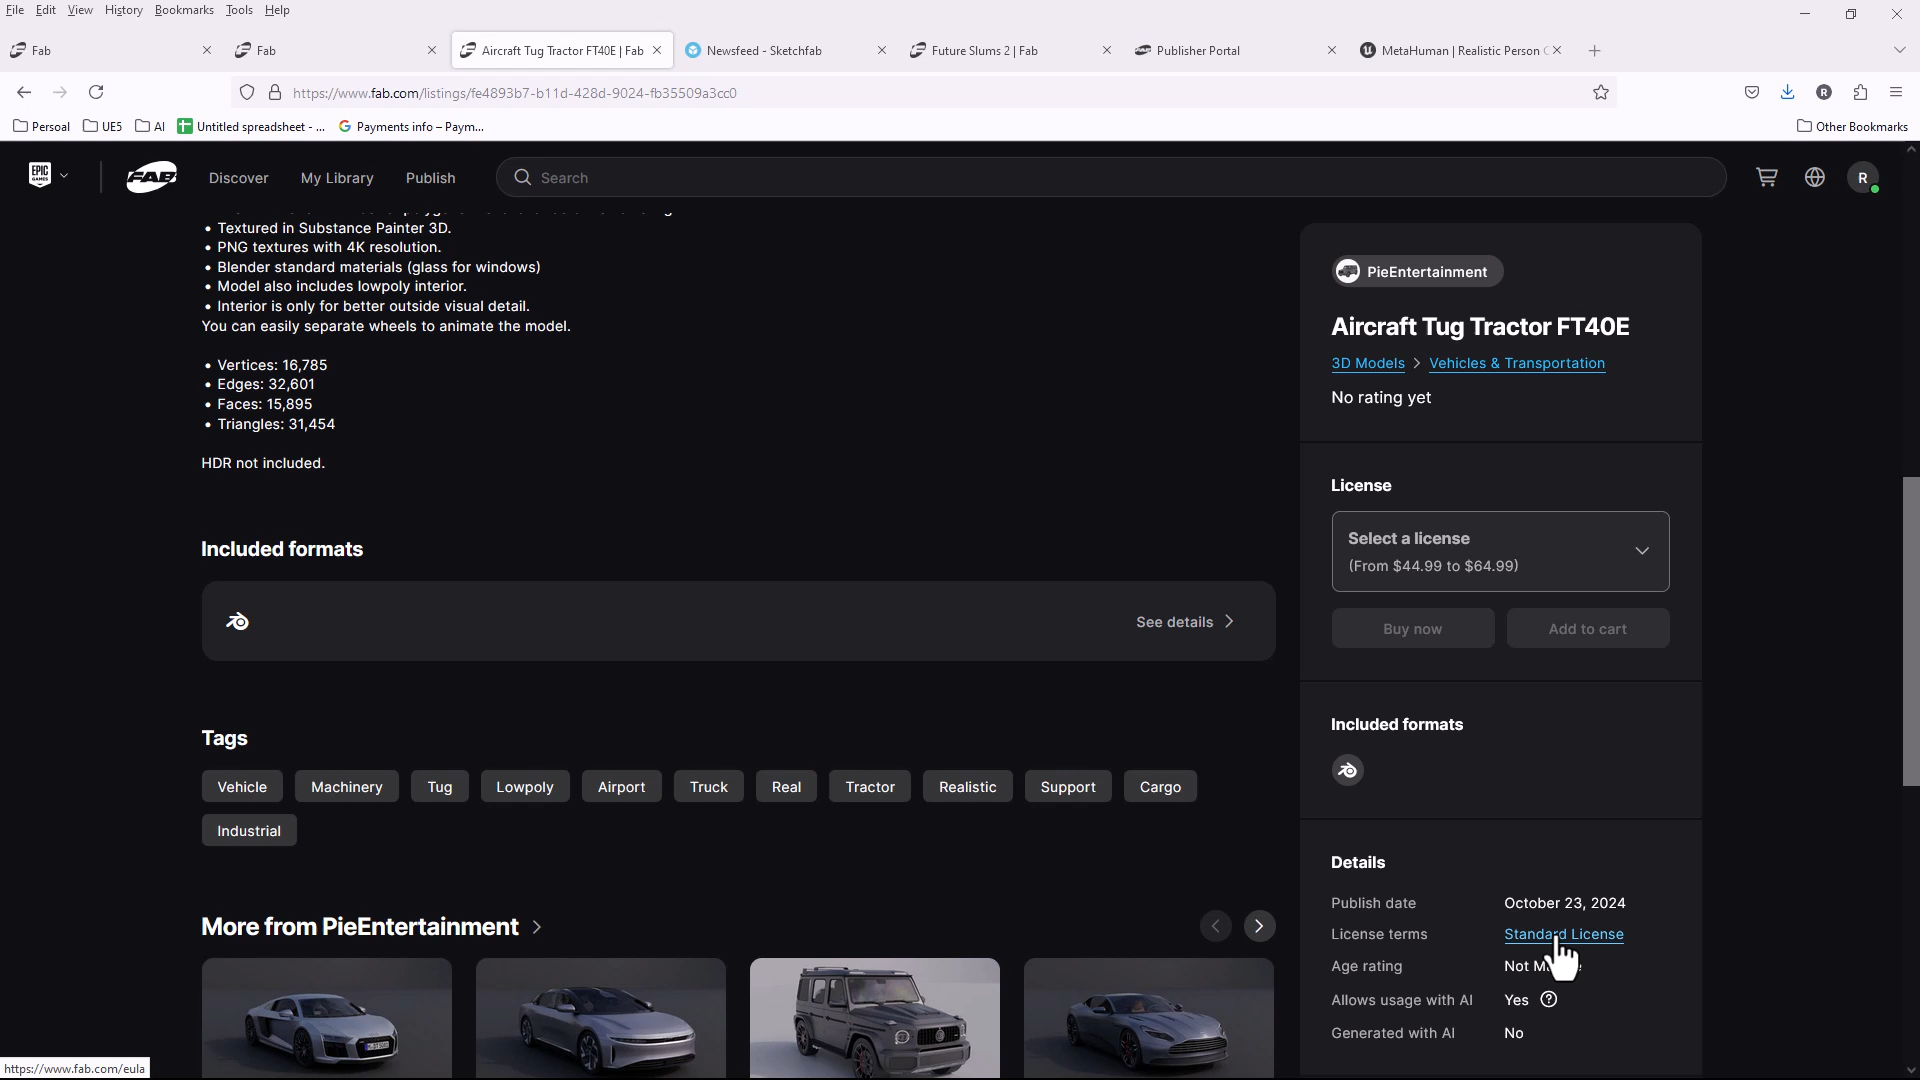 File Edit View History Bookmarks Tools Help
Fab
Fab
Aircraft Tug Tractor FT40E | Fab
Newsfeed - Sketchfab
Future Slums 2 | Fab
Publisher Portal
MetaHuman | Realistic Person
https://www.fab.com/listings/fe4893b7-b11d-428d-9024-fb35509a3cc0
R
Persoal UE5 AI Untitled spreadsheet - ... Payments info – Paym...
Other Bookmarks
EPIC GAMES FAB Discover My Library Publish Search R
• Textured in Substance Painter 3D.
• PNG textures with 4K resolution.
• Blender standard materials (glass for windows)
• Model also includes lowpoly interior.
• Interior is only for better outside visual detail.
You can easily separate wheels to animate the model.
• Vertices: 16,785
• Edges: 32,601
• Faces: 15,895
• Triangles: 31,454
HDR not included.
Included formats
See details
Tags
Vehicle Machinery Tug Lowpoly Airport Truck Real Tractor Realistic Support Cargo
Industrial
More from PieEntertainment
PieEntertainment
Aircraft Tug Tractor FT40E
3D Models > Vehicles & Transportation
No rating yet
License
Select a license
(From $44.99 to $64.99)
Buy now Add to cart
Included formats
Details
Publish date October 23, 2024
License terms Standard License
Age rating Not
Allows usage with AI Yes ?
Generated with AI No
https://www.fab.com/eula